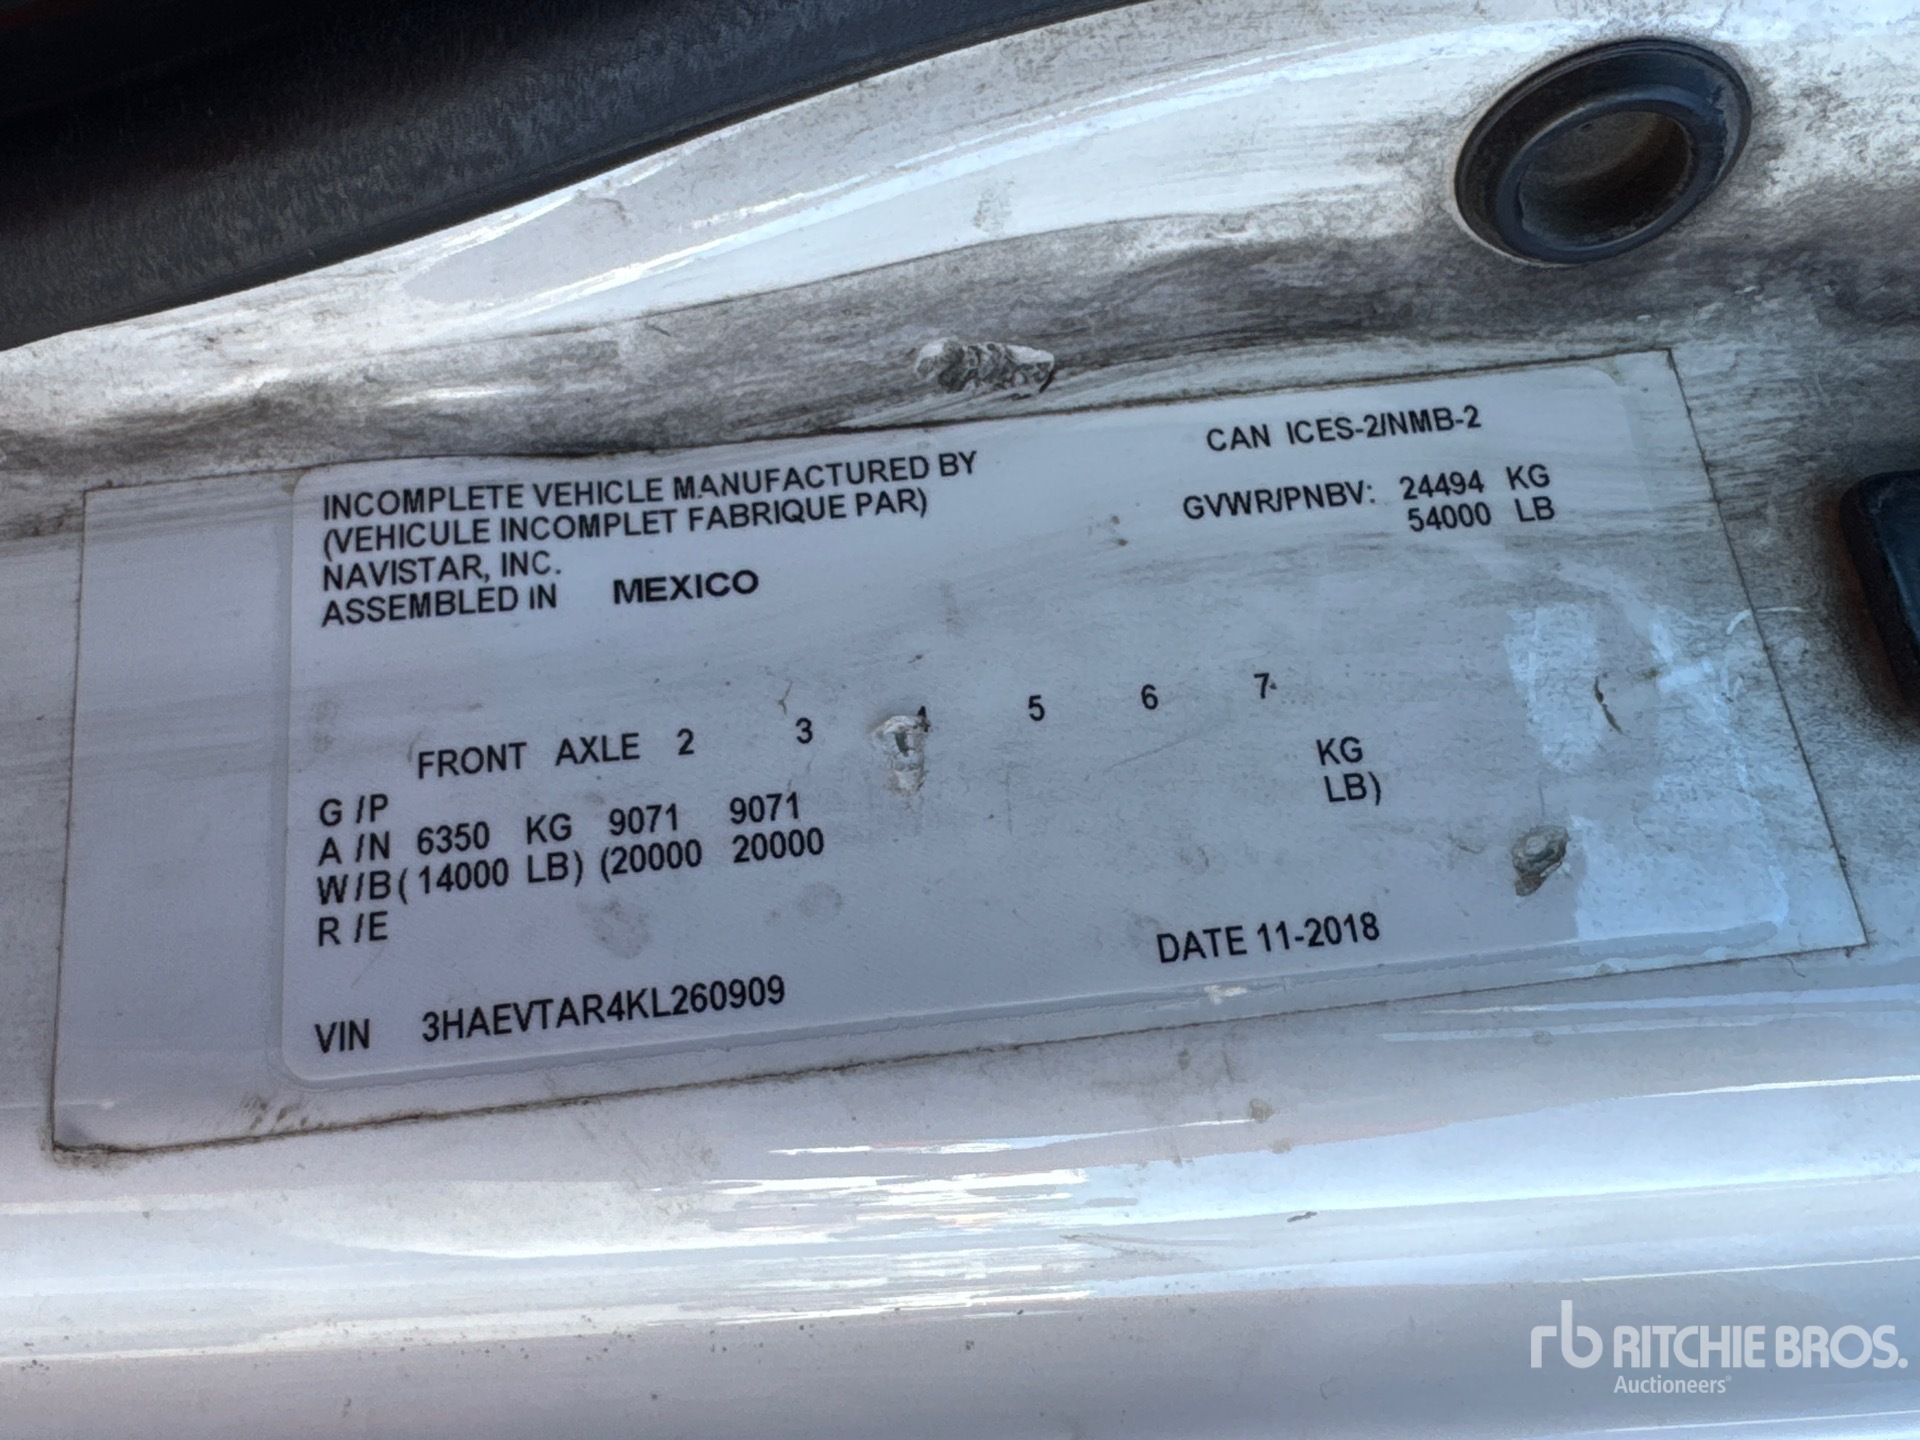 INCOMPLETE VEHICLE MANUFACTURED BY
(VEHICULE INCOMPLET FABRIQUE PAR)
NAVISTAR, INC.
ASSEMBLED IN MEXICO
CAN ICES-2/NMB-2
GVWR/PNBV: 24494 KG
54000 LB
FRONT AXLE 2 3 4 5 6 7
G /P
A /N 6350 KG 9071 9071 KG
W /B ( 14000 LB) (20000 20000 LB)
R /E
VIN 3HAEVTAR4KL260909
DATE 11-2018
rb RITCHIE BROS.
Auctioneers